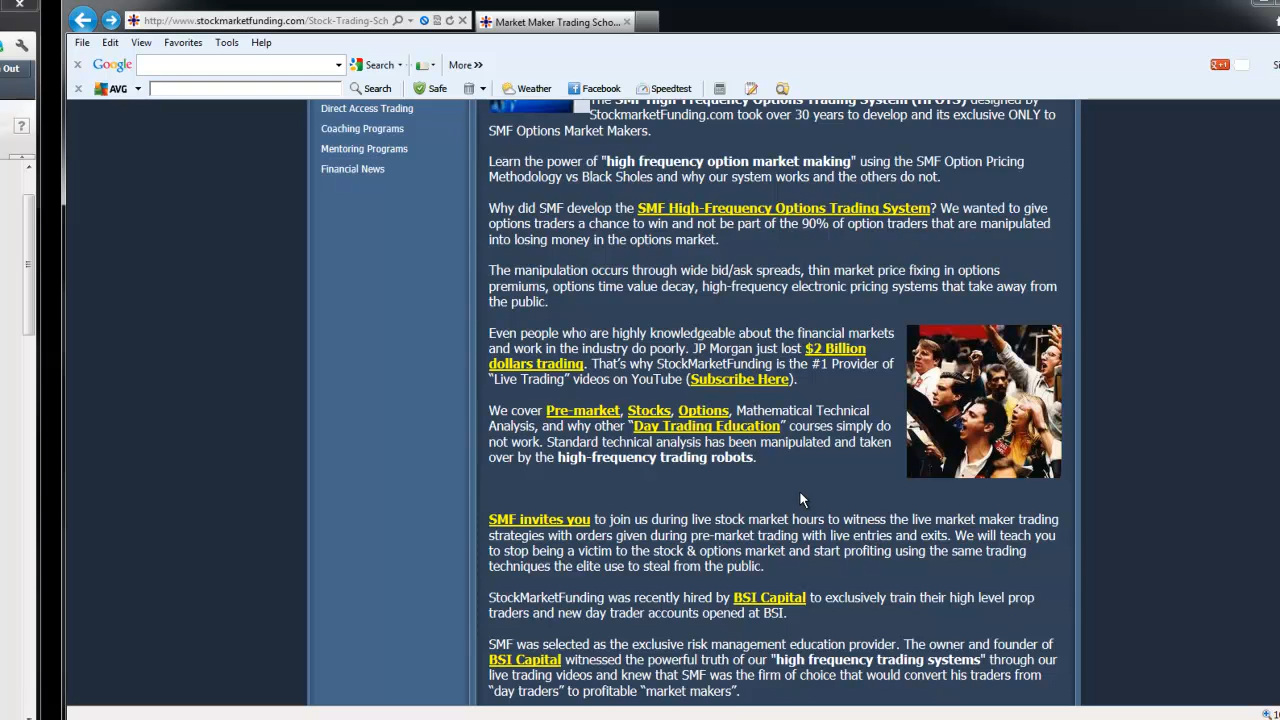 http://www.stockmarketfunding.com/Stock-Trading-Sch
Market Maker Trading Scho...
File Edit View Favorites Tools Help
Google Search More »
AVG Search Safe Weather Facebook Speedtest
Out
Direct Access Trading
Coaching Programs
Mentoring Programs
Financial News
The SMF High-Frequency Options Trading System (HFOTS) designed by
StockmarketFunding.com took over 30 years to develop and its exclusive ONLY to
SMF Options Market Makers.
Learn the power of "high frequency option market making" using the SMF Option Pricing
Methodology vs Black Sholes and why our system works and the others do not.
Why did SMF develop the SMF High-Frequency Options Trading System? We wanted to give
options traders a chance to win and not be part of the 90% of option traders that are manipulated
into losing money in the options market.
The manipulation occurs through wide bid/ask spreads, thin market price fixing in options
premiums, options time value decay, high-frequency electronic pricing systems that take away from
the public.
Even people who are highly knowledgeable about the financial markets
and work in the industry do poorly. JP Morgan just lost $2 Billion
dollars trading. That’s why StockMarketFunding is the #1 Provider of
“Live Trading” videos on YouTube (Subscribe Here).
We cover Pre-market, Stocks, Options, Mathematical Technical
Analysis, and why other “Day Trading Education” courses simply do
not work. Standard technical analysis has been manipulated and taken
over by the high-frequency trading robots.
SMF invites you to join us during live stock market hours to witness the live market maker trading
strategies with orders given during pre-market trading with live entries and exits. We will teach you
to stop being a victim to the stock & options market and start profiting using the same trading
techniques the elite use to steal from the public.
StockMarketFunding was recently hired by BSI Capital to exclusively train their high level prop
traders and new day trader accounts opened at BSI.
SMF was selected as the exclusive risk management education provider. The owner and founder of
BSI Capital witnessed the powerful truth of our "high frequency trading systems" through our
live trading videos and knew that SMF was the firm of choice that would convert his traders from
“day traders” to profitable “market makers”.